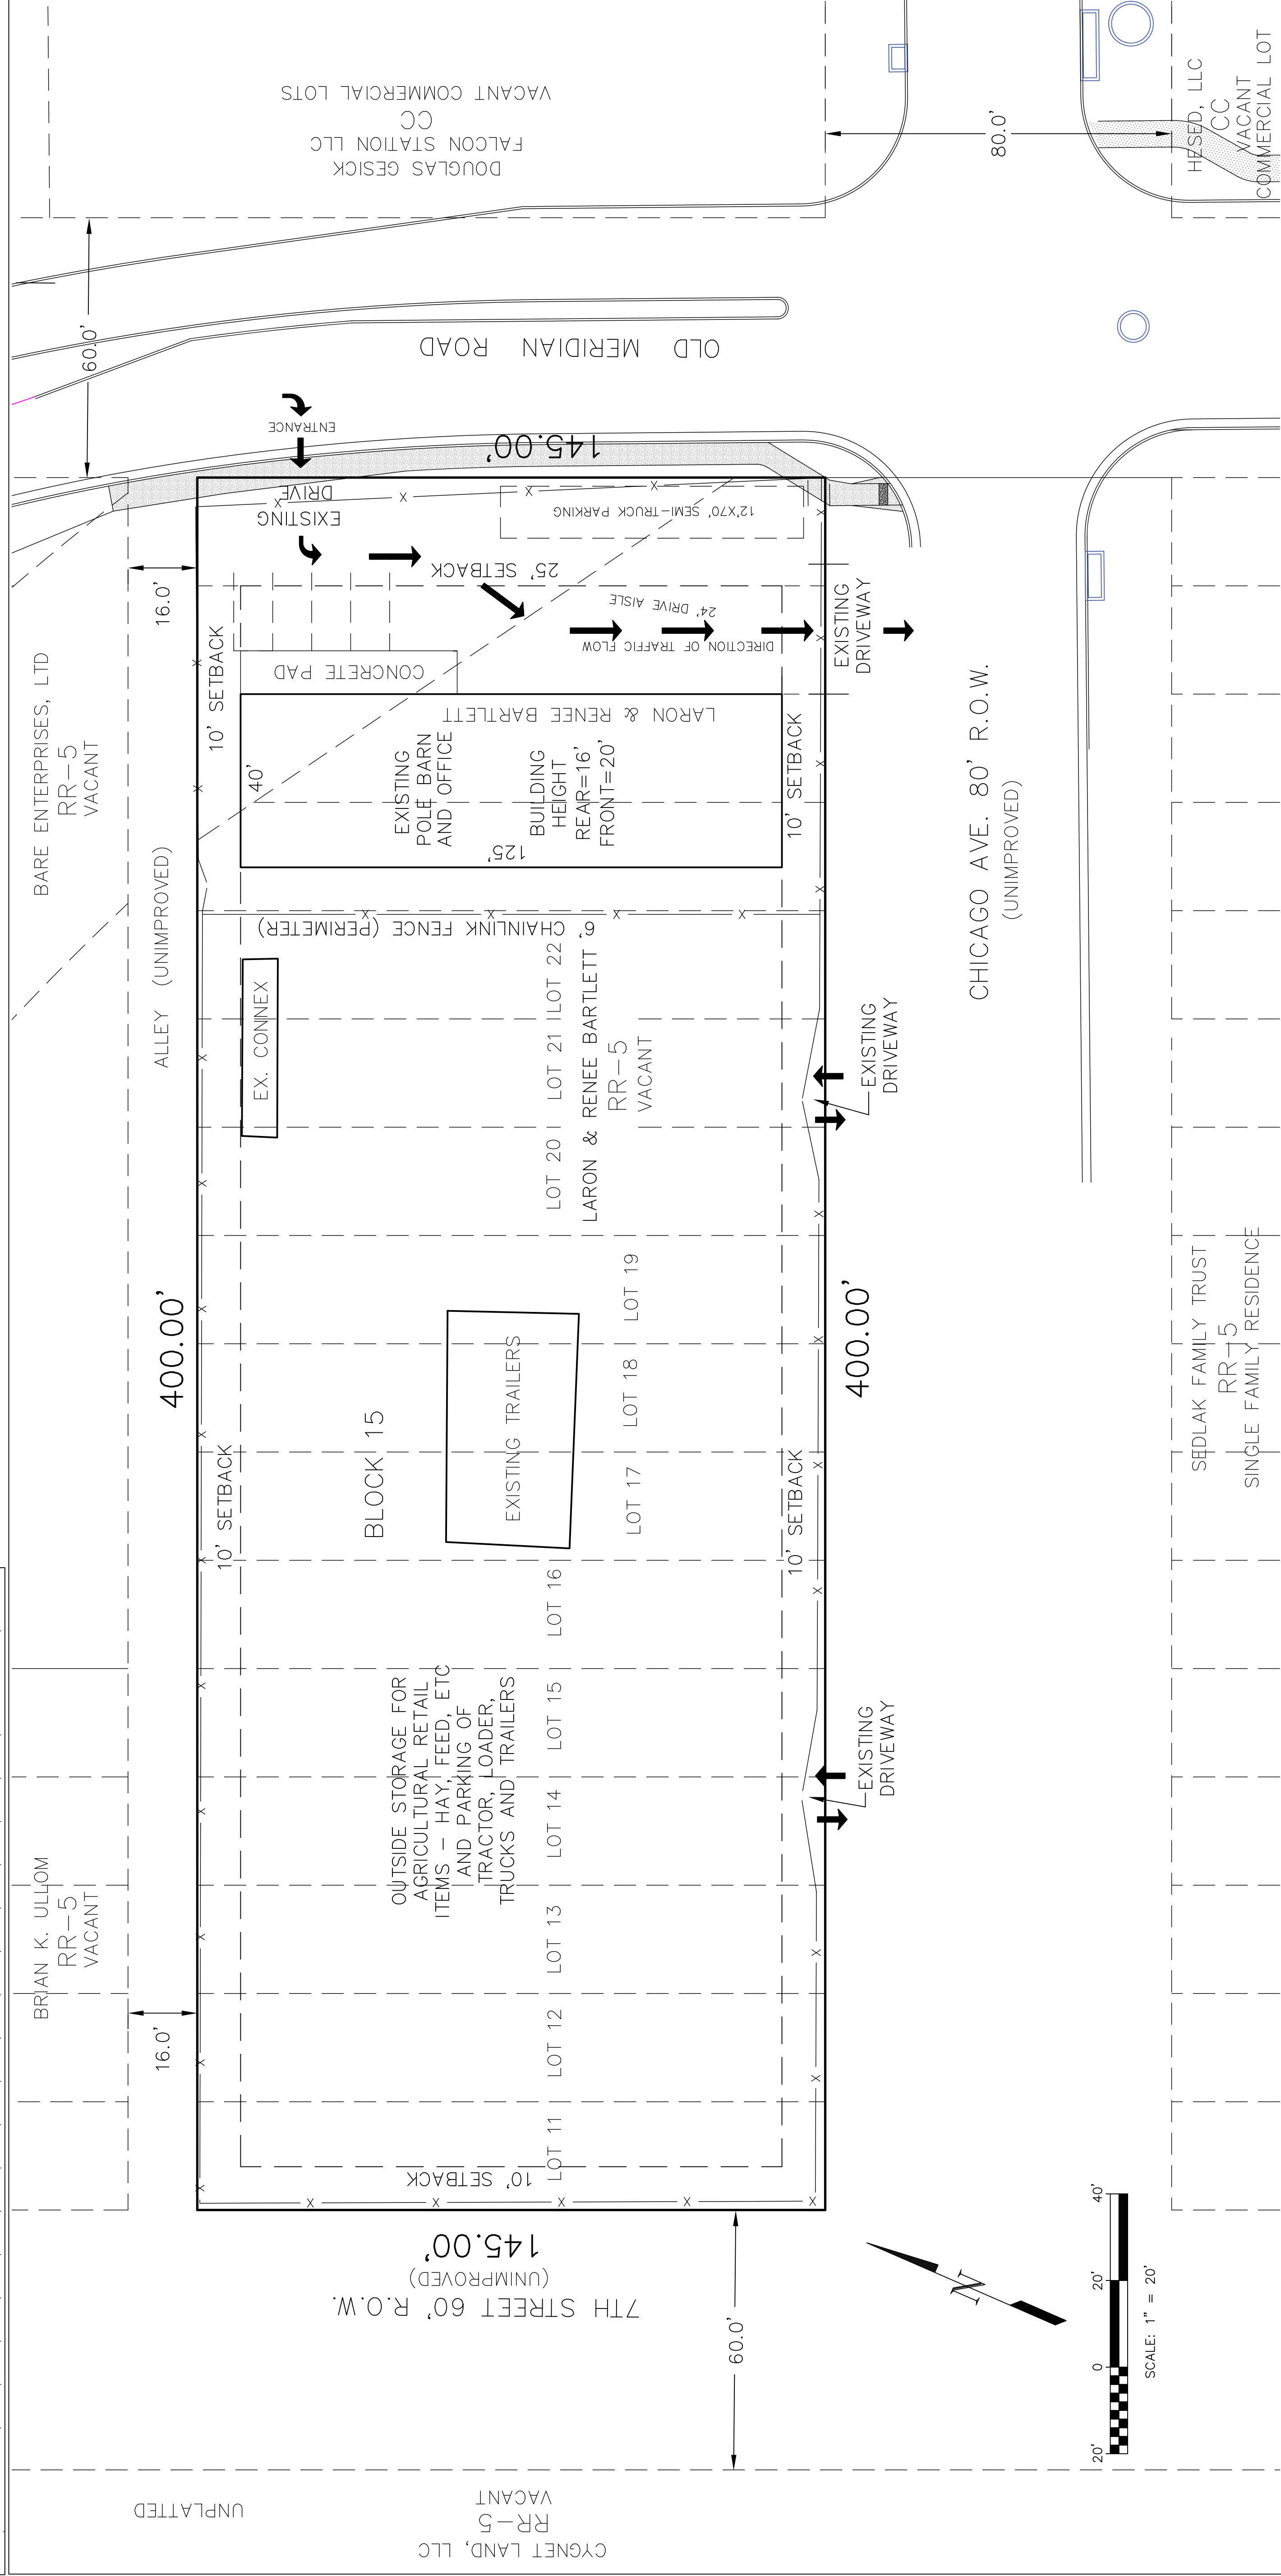 VACANT COMMERCIAL LOTS
CC
FALCON STATION LLC
DOUGLAS GESICK
HESED, LLC
CC
VACANT
COMMERCIAL LOT
80.0'
60.0'
OLD MERIDIAN ROAD
ENTRANCE
145.00'
EXISTING
DRIVE
12'X70' SEMI-TRUCK PARKING
16.0'
25' SETBACK
24' DRIVE AISLE
DIRECTION OF TRAFFIC FLOW
EXISTING
DRIVEWAY
10' SETBACK
CONCRETE PAD
BARE ENTERPRISES, LTD
RR-5
VACANT
LARON & RENEE BARTLETT
40'
EXISTING
POLE BARN
AND OFFICE
BUILDING
HEIGHT
REAR=16'
FRONT=20'
125'
10' SETBACK
CHICAGO AVE. 80' R.O.W.
(UNIMPROVED)
ALLEY (UNIMPROVED)
6' CHAINLINK FENCE (PERIMETER)
EX. CONNEX
LOT 22
LOT 21
LOT 20
LARON & RENEE BARTLETT
RR-5
VACANT
EXISTING
DRIVEWAY
400.00'
LOT 19
LOT 18
LOT 17
EXISTING TRAILERS
BLOCK 15
400.00'
10' SETBACK
10' SETBACK
SEDLAK FAMILY TRUST
RR-5
SINGLE FAMILY RESIDENCE
LOT 16
OUTSIDE STORAGE FOR
AGRICULTURAL RETAIL
ITEMS - HAY, FEED, ETC
AND PARKING OF
TRACTOR, LOADER,
TRUCKS AND TRAILERS
LOT 15
LOT 14
LOT 13
LOT 12
LOT 11
EXISTING
DRIVEWAY
BRIAN K. ULLOM
RR-5
VACANT
16.0'
10' SETBACK
145.00'
(UNIMPROVED)
7TH STREET 60' R.O.W.
60.0'
N
20' 0 20' 40'
SCALE: 1" = 20'
UNPLATTED
VACANT
RR-5
CYGNET LAND, LLC